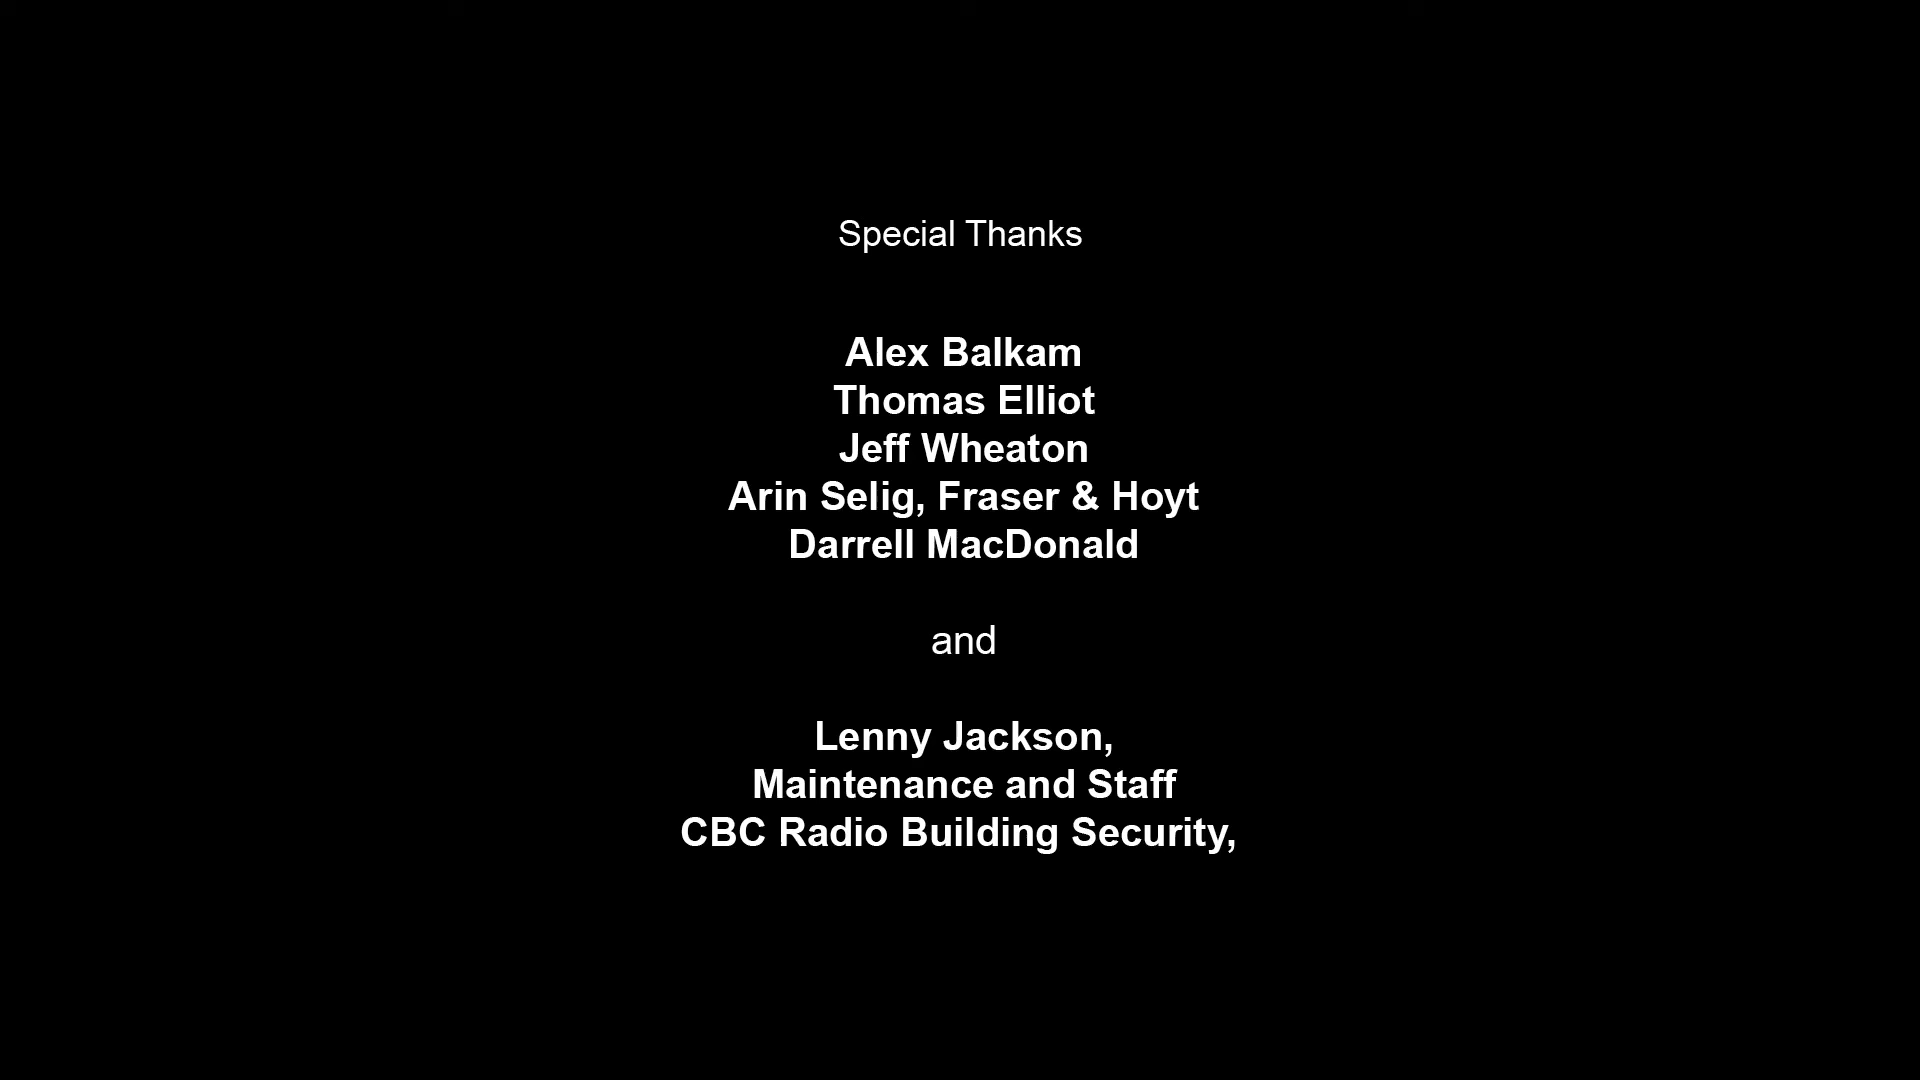 Special Thanks
Alex Balkam
Thomas Elliot
Jeff Wheaton
Arin Selig, Fraser & Hoyt
Darrell MacDonald
and
Lenny Jackson,
Maintenance and Staff
CBC Radio Building Security,